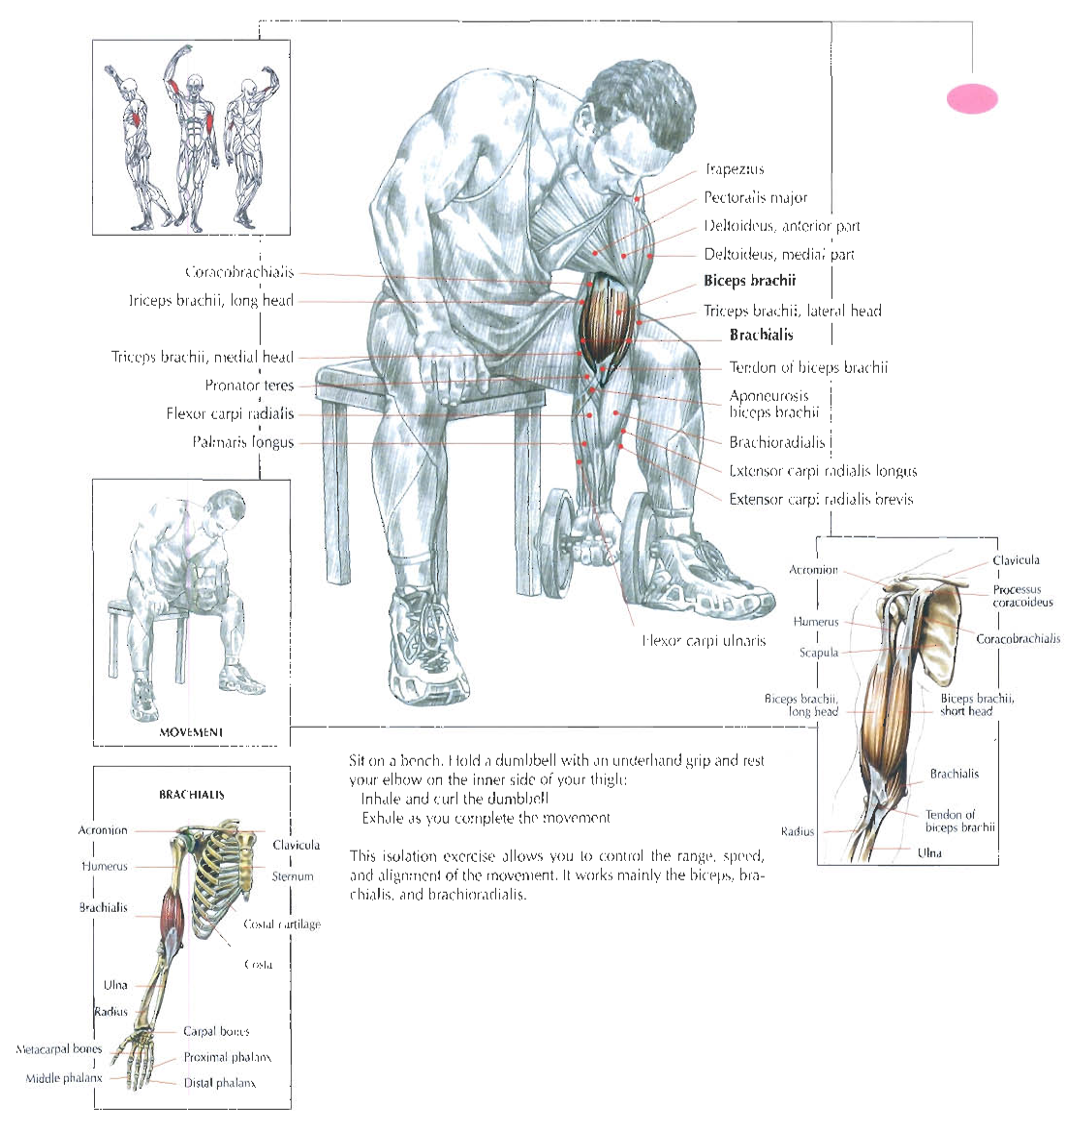 Trapezius
Pectoralis major
Deltoideus, anterior part
Deltoideus, medial part
Biceps brachii
Triceps brachii, lateral head
Brachialis
Tendon of biceps brachii
Aponeurosis
biceps brachii
Brachioradialis
Extensor carpi radialis longus
Extensor carpi radialis brevis
Coracobrachialis
Triceps brachii, long head
Triceps brachii, medial head
Pronator teres
Flexor carpi radialis
Palmaris longus
Flexor carpi ulnaris
MOVEMENT
Acromion
Clavicula
Processus
coracoideus
Humerus
Coracobrachialis
Scapula
Biceps brachii,
long head
Biceps brachii,
short head
Brachialis
Tendon of
biceps brachii
Radius
Ulna
Sit on a bench. Hold a dumbbell with an underhand grip and rest
your elbow on the inner side of your thigh:
Inhale and curl the dumbbell
Exhale as you complete the movement
This isolation exercise allows you to control the range, speed,
and alignment of the movement. It works mainly the biceps, bra-
chialis, and brachioradialis.
BRACHIALIS
Acromion
Clavicula
Humerus
Sternum
Brachialis
Costal cartilage
Costa
Ulna
Radius
Carpal bones
Metacarpal bones
Proximal phalanx
Middle phalanx
Distal phalanx